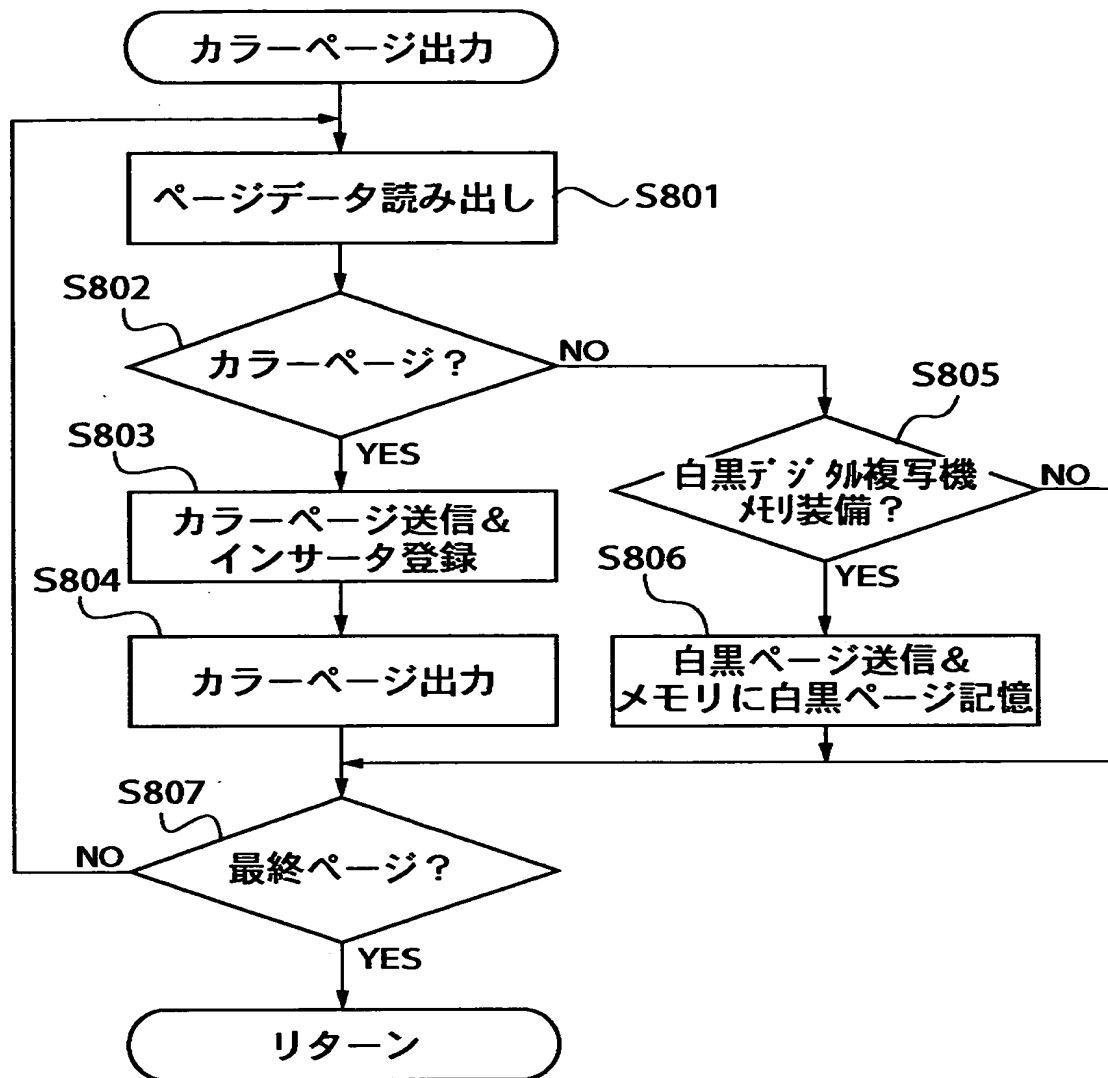 カラーページ出力
ページデータ読み出し
S801
S802
カラーページ？
NO
YES
S803
カラーページ送信＆
インサータ登録
S804
カラーページ出力
S805
白黒ﾃﾞｼﾞﾀﾙ複写機
ﾒﾓﾘ装備？
NO
YES
S806
白黒ページ送信＆
メモリに白黒ページ記憶
S807
最終ページ？
NO
YES
リターン